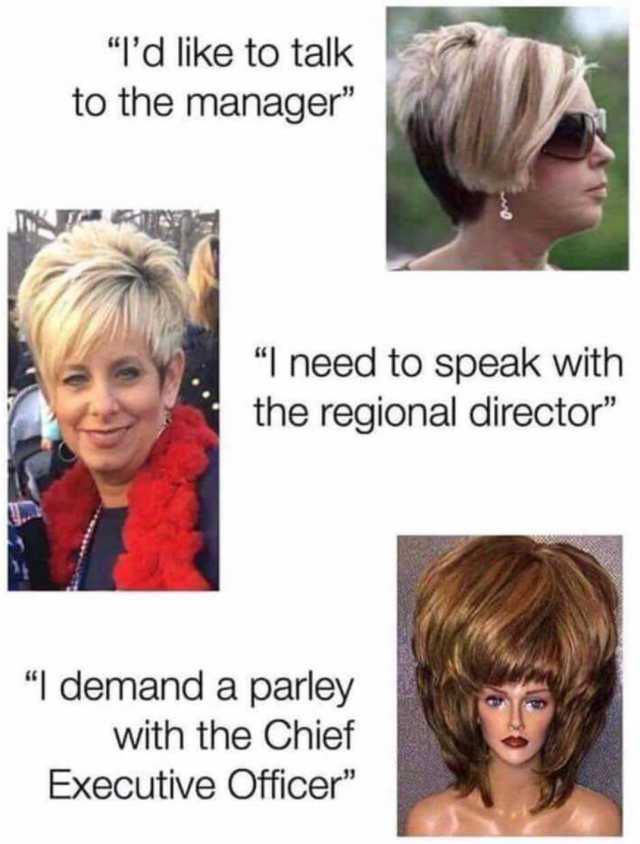 “I’d like to talk
to the manager”
“I need to speak with
the regional director”
“I demand a parley
with the Chief
Executive Officer”